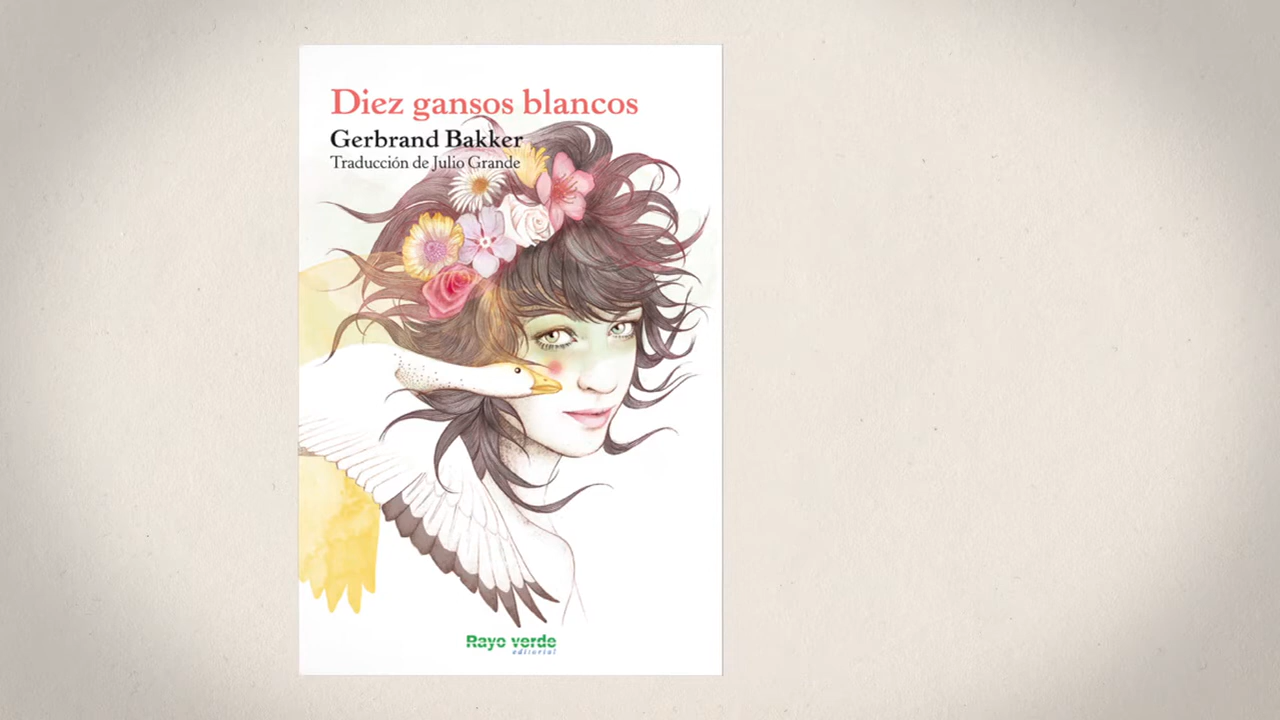 Diez gansos blancos
Gerbrand Bakker
Traducción de Julio Grande
Rayo verde
editorial